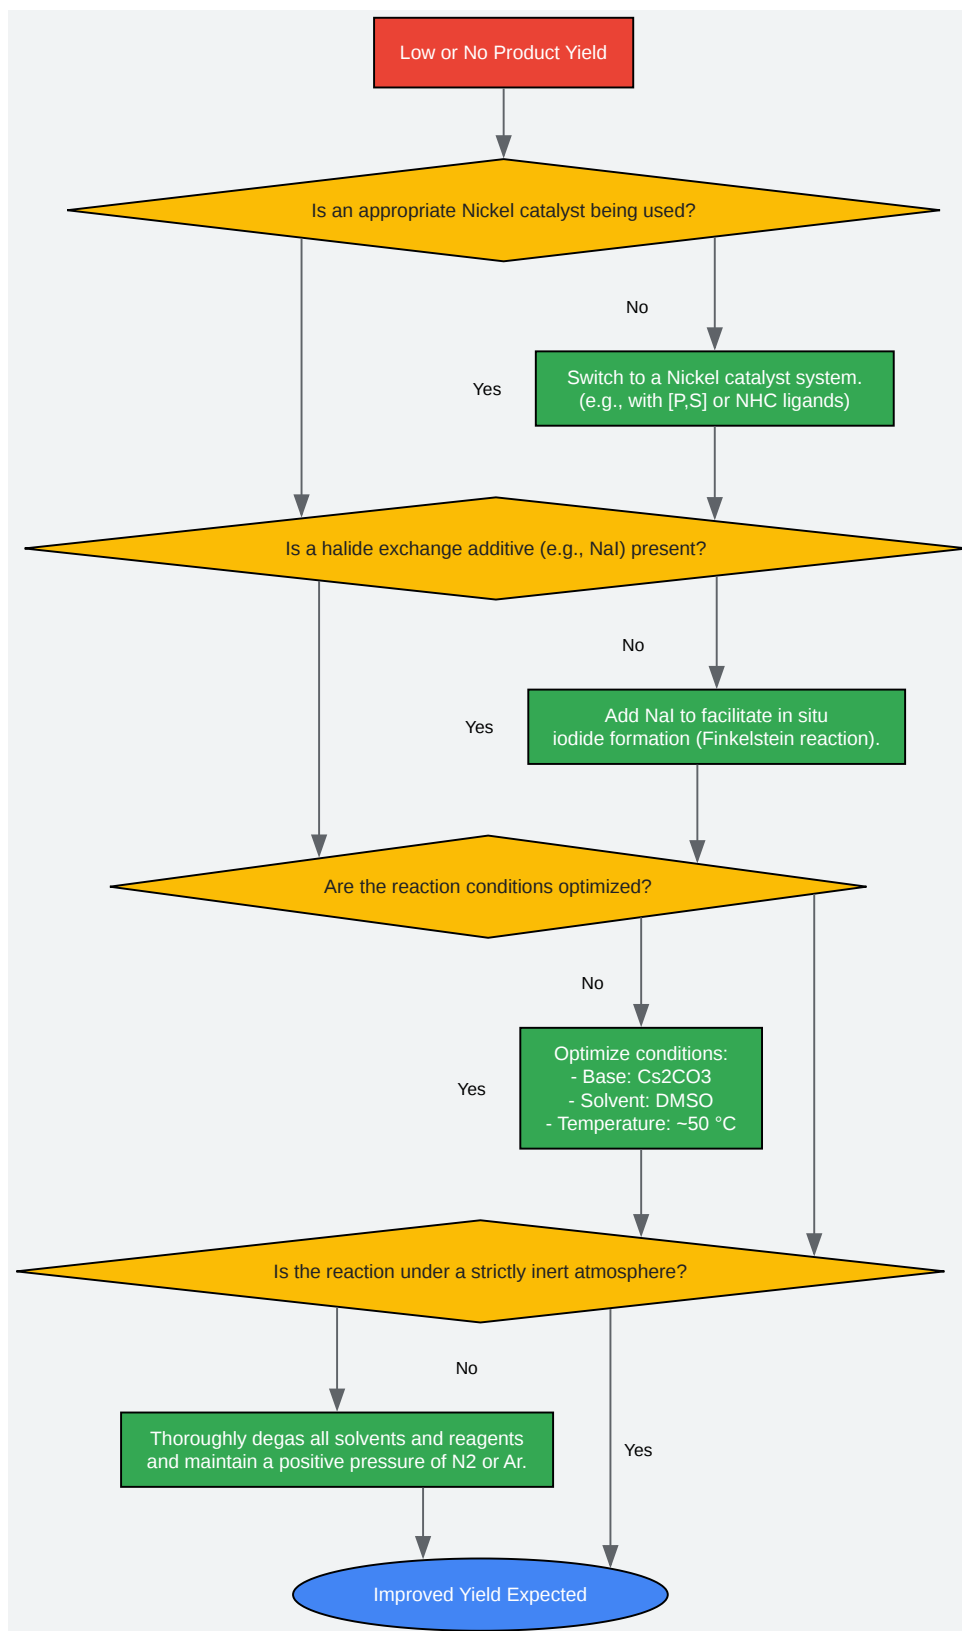 Low or No Product Yield
Is an appropriate Nickel catalyst being used?
No
Switch to a Nickel catalyst system.
(e.g., with [P,S] or NHC ligands)
Yes
Is a halide exchange additive (e.g., NaI) present?
No
Add NaI to facilitate in situ
iodide formation (Finkelstein reaction).
Yes
Are the reaction conditions optimized?
No
Optimize conditions:
- Base: Cs2CO3
- Solvent: DMSO
- Temperature: ~50 °C
Yes
Is the reaction under a strictly inert atmosphere?
No
Thoroughly degas all solvents and reagents
and maintain a positive pressure of N2 or Ar.
Yes
Improved Yield Expected